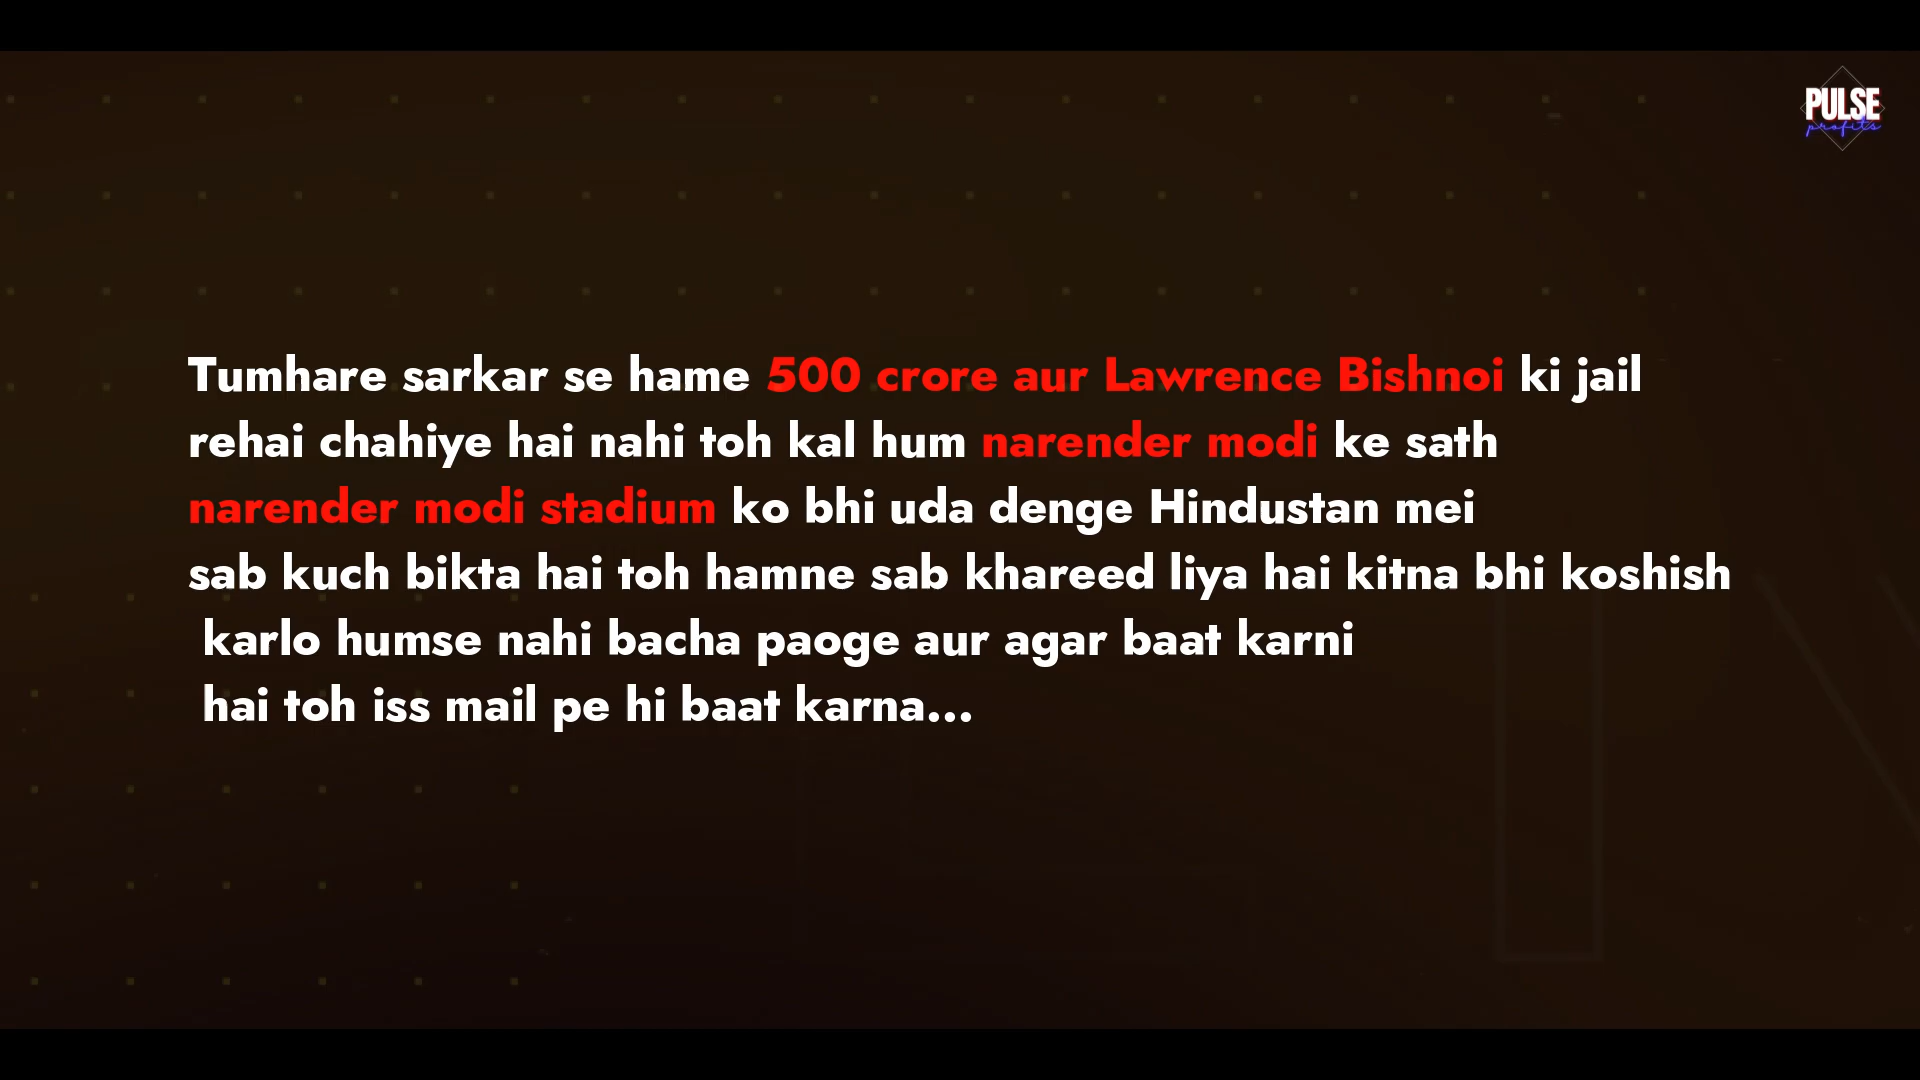 PULSE
profits
Tumhare sarkar se hame 500 crore aur Lawrence Bishnoi ki jail
rehai chahiye hai nahi toh kal hum narender modi ke sath
narender modi stadium ko bhi uda denge Hindustan mei
sab kuch bikta hai toh hamne sab khareed liya hai kitna bhi koshish
karlo humse nahi bacha paoge aur agar baat karni
hai toh iss mail pe hi baat karna...